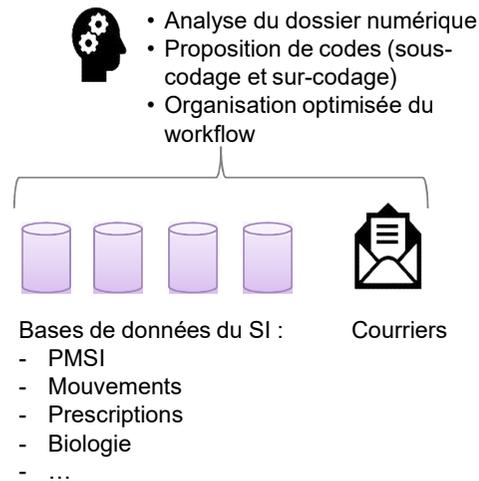 • Analyse du dossier numérique
• Proposition de codes (sous-
codage et sur-codage)
• Organisation optimisée du
workflow
Bases de données du SI :
- PMSI
- Mouvements
- Prescriptions
- Biologie
- …
Courriers